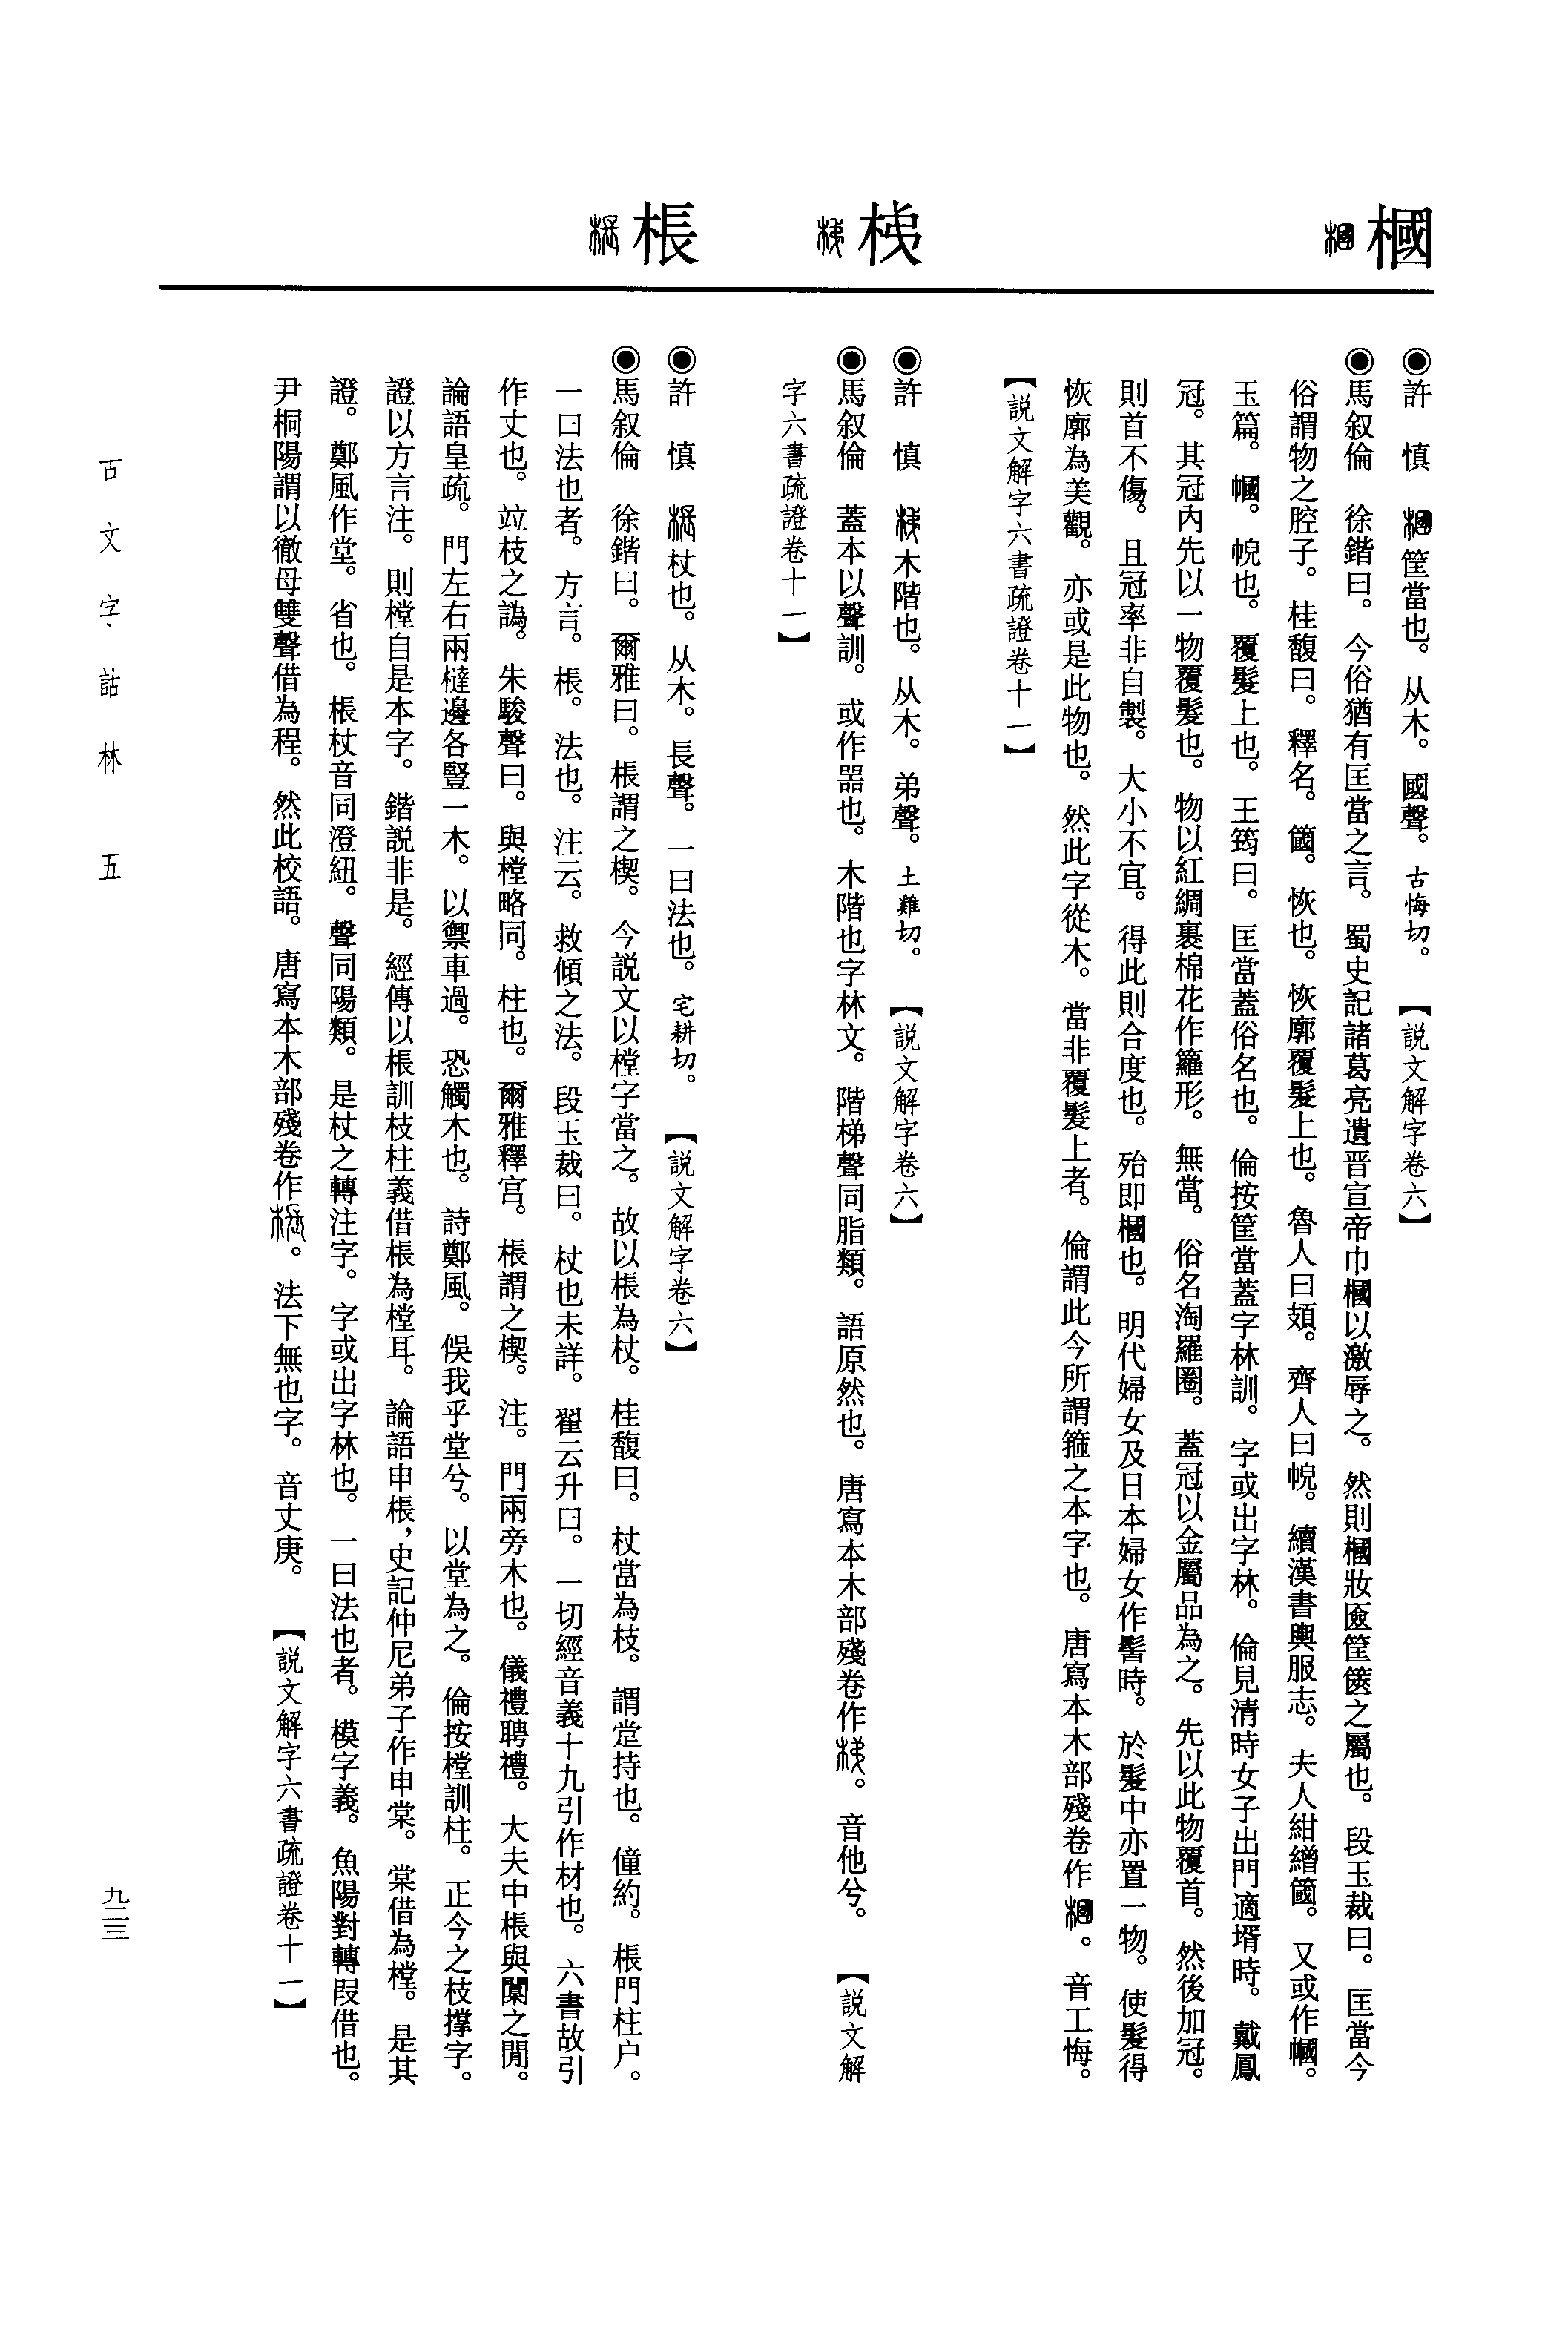 槶
梯
棖
◉許　慎　筐當也。从木。國聲。古悔切。【説文解字卷六】
◉馬叙倫　徐鍇曰。今俗猶有匡當之言。蜀史記諸葛亮遺晋宣帝巾槶以激辱之。然則槶妝匳筐篋之屬也。段玉裁曰。匡當今
俗謂物之腔子。桂馥曰。釋名。簂。恢也。恢廓覆髮上也。魯人曰頍。齊人曰帨。續漢書輿服志。夫人紺繒簂。又或作幗。
玉篇。幗。帨也。覆髮上也。王筠曰。匡當蓋俗名也。倫按筐當蓋字林訓。字或出字林。倫見清時女子出門適壻時。戴鳳
冠。其冠內先以一物覆髮也。物以紅綢裹棉花作籮形。無當。俗名淘羅圈。蓋冠以金屬品為之。先以此物覆首。然後加冠。
則首不傷。且冠率非自製。大小不宜。得此則合度也。殆即槶也。明代婦女及日本婦女作髻時。於髮中亦置一物。使髮得
恢廓為美觀。亦或是此物也。然此字從木。當非覆髮上者。倫謂此今所謂箍之本字也。唐寫本木部殘卷作。音工悔。
【説文解字六書疏證卷十一】
◉許　慎　木階也。从木。弟聲。土雞切。【説文解字卷六】
◉馬叙倫　蓋本以聲訓。或作㗊也。木階也字林文。階梯聲同脂類。語原然也。唐寫本木部殘卷作。音他兮。【説文解
字六書疏證卷十一】
◉許　慎　杖也。从木。長聲。一曰法也。宅耕切。【説文解字卷六】
◉馬叙倫　徐鍇曰。爾雅曰。棖謂之楔。今説文以樘字當之。故以棖為杖。桂馥曰。杖當為枝。謂定持也。僮約。棖門柱户。
一曰法也者。方言。棖。法也。注云。救傾之法。段玉裁曰。杖也未詳。翟云升曰。一切經音義十九引作材也。六書故引
作丈也。竝枝之譌。朱駿聲曰。與樘略同。柱也。爾雅釋宫。棖謂之楔。注。門兩旁木也。儀禮聘禮。大夫中棖與闑之閒。
論語皇疏。門左右兩橽邊各豎一木。以禦車過。恐觸木也。詩鄭風。俟我乎堂兮。以堂為之。倫按樘訓柱。正今之枝撑字。
證以方言注。則樘自是本字。鍇説非是。經傳以棖訓枝柱義借棖為樘耳。論語申棖，史記仲尼弟子作申棠。棠借為樘。是其
證。鄭風作堂。省也。棖杖音同澄紐。聲同陽類。是杖之轉注字。字或出字林也。一曰法也者。模字義。魚陽對轉叚借也。
尹桐陽謂以徹母雙聲借為程。然此校語。唐寫本木部殘卷作。法下無也字。音丈庚。【説文解字六書疏證卷十一】
古文字詁林　五
九二三